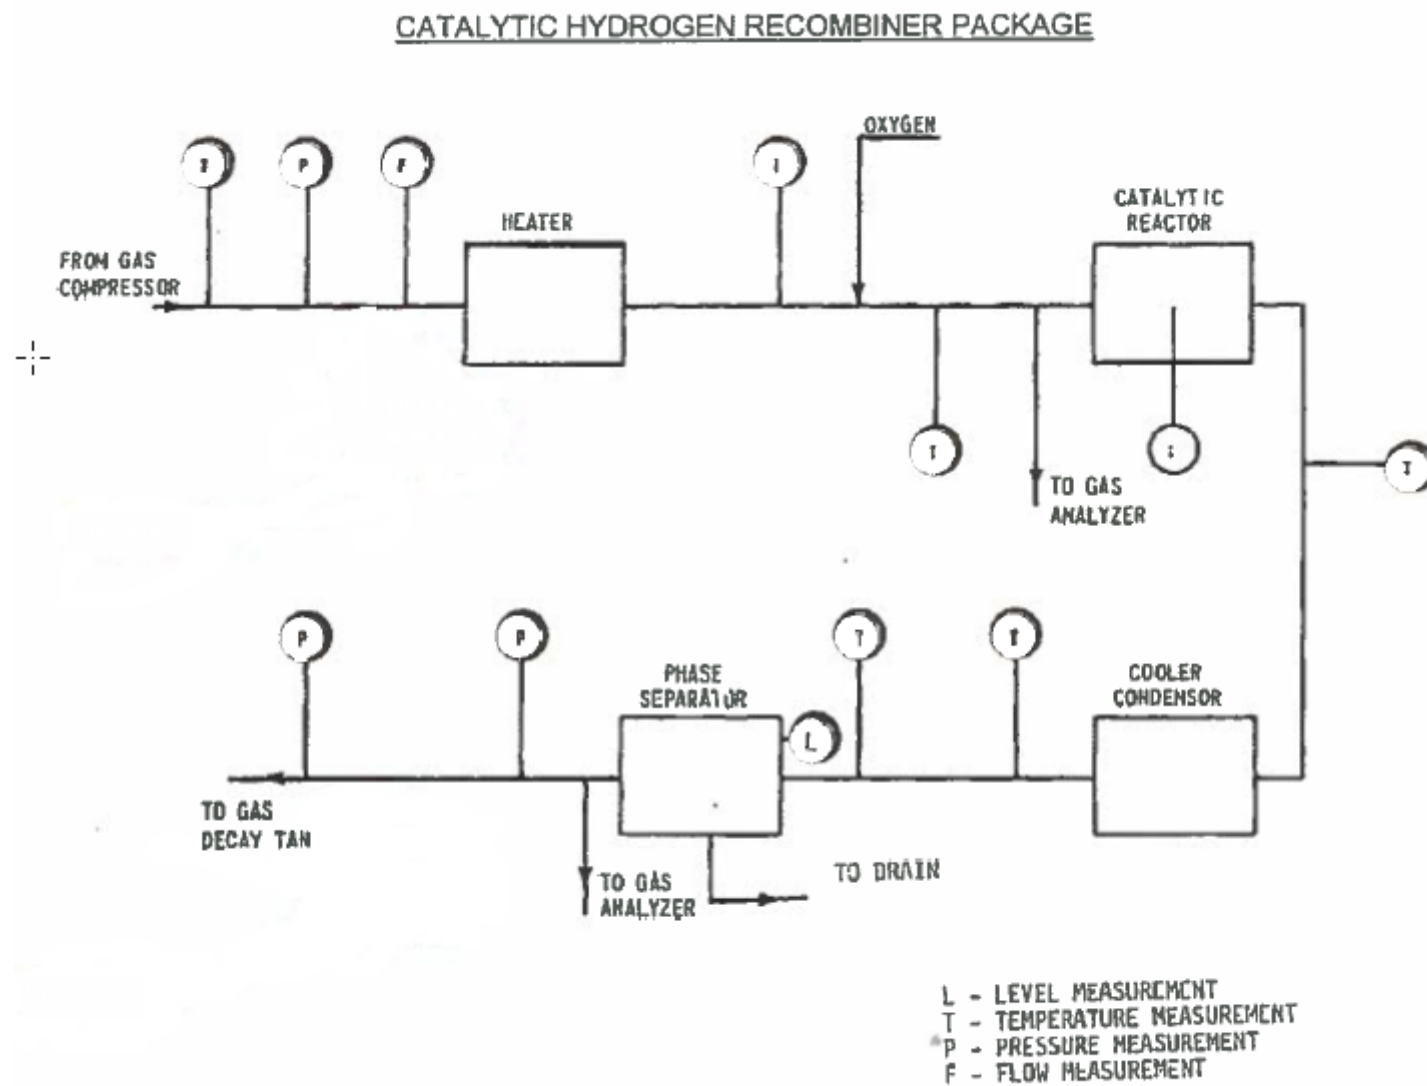 CATALYTIC HYDROGEN RECOMBINER PACKAGE
P
F
OXYGEN
HEATER
CATALYTIC
REACTOR
FROM GAS
COMPRESSOR
TO GAS
ANALYZER
P
P
T
PHASE
SEPARATOR
L
COOLER
CONDENSOR
TO GAS
DECAY TAN
TO GAS
ANALYZER
TO DRAIN
L - LEVEL MEASUREMENT
T - TEMPERATURE MEASUREMENT
P - PRESSURE MEASUREMENT
F - FLOW MEASUREMENT